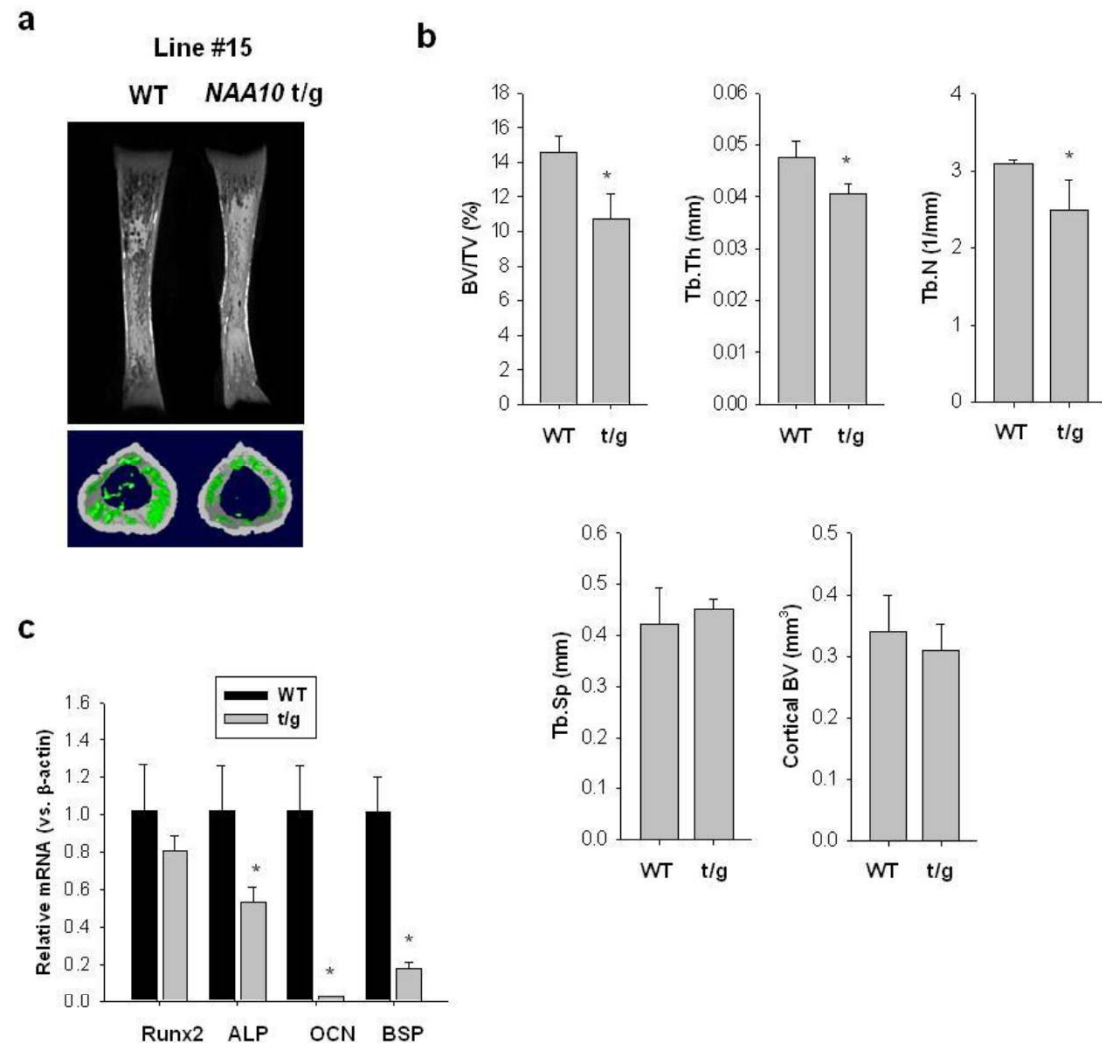 a
Line #15
WT NAA10 t/g
b
BV/TV (%)
18
16
14
12
10
8
6
4
2
0
*
WT t/g
Tb.Th (mm)
0.06
0.05
0.04
0.03
0.02
0.01
0.00
*
WT t/g
Tb.N (1/mm)
4
3
2
1
0
*
WT t/g
Tb.Sp (mm)
0.6
0.5
0.4
0.3
0.2
0.1
0.0
WT t/g
Cortical BV (mm³)
0.5
0.4
0.3
0.2
0.1
0.0
WT t/g
c
WT
t/g
Relative mRNA (vs. β-actin)
1.6
1.4
1.2
1.0
0.8
0.6
0.4
0.2
0.0
*
*
*
Runx2 ALP OCN BSP